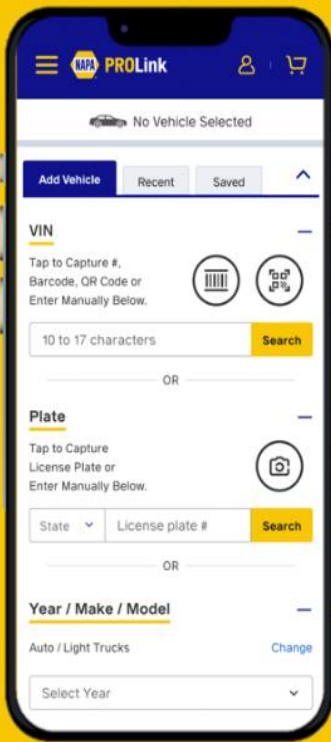 NAPA PROLink
No Vehicle Selected
Add Vehicle Recent Saved
VIN
Tap to Capture #,
Barcode, QR Code or
Enter Manually Below.
10 to 17 characters Search
OR
Plate
Tap to Capture
License Plate or
Enter Manually Below.
State License plate # Search
OR
Year / Make / Model
Auto / Light Trucks Change
Select Year